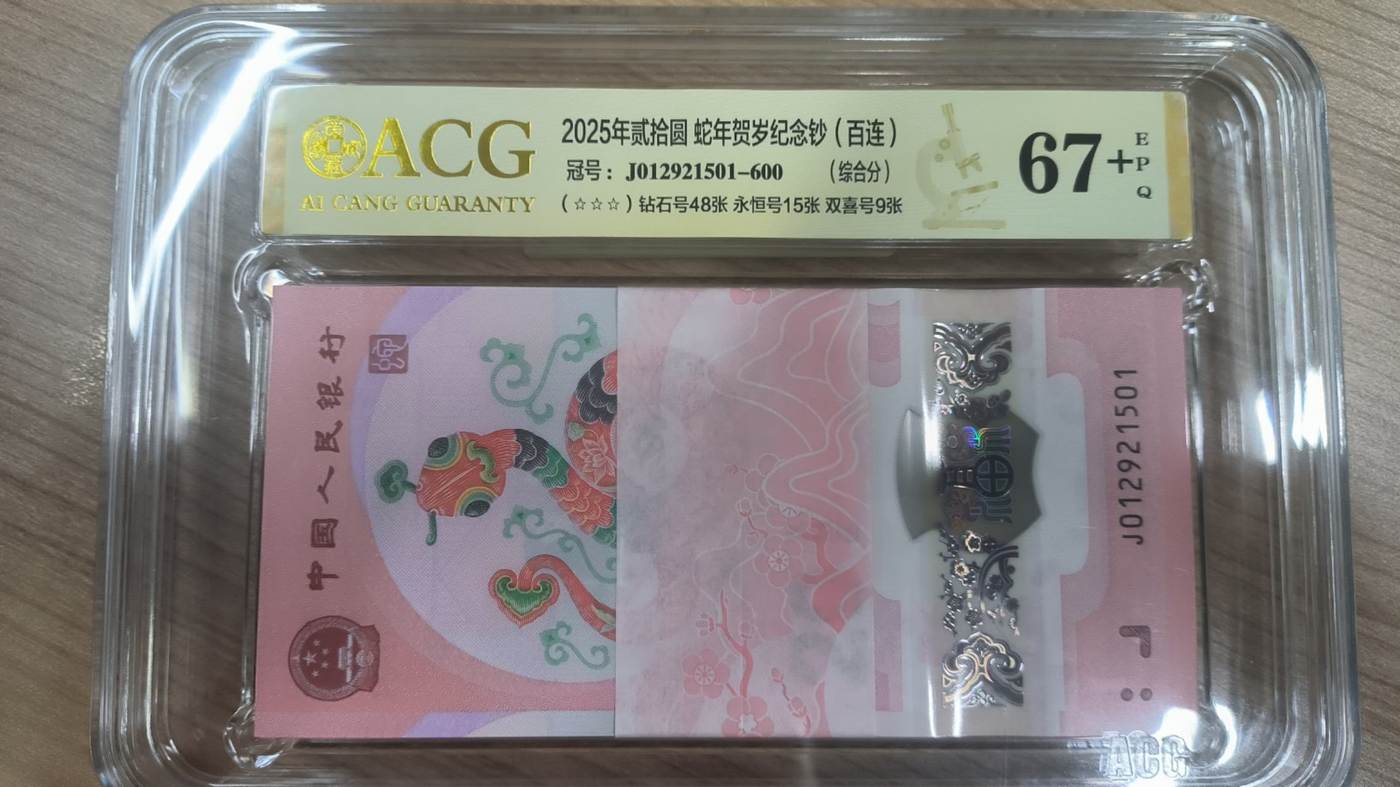 ACG
AI CANG GUARANTY
2025年贰拾圆 蛇年贺岁纪念钞（百连）
冠号：J012921501-600 （综合分）
（☆☆☆）钻石号48张 永恒号15张 双喜号9张
67+
EPQ
中国人民银行
J012921501
ACG